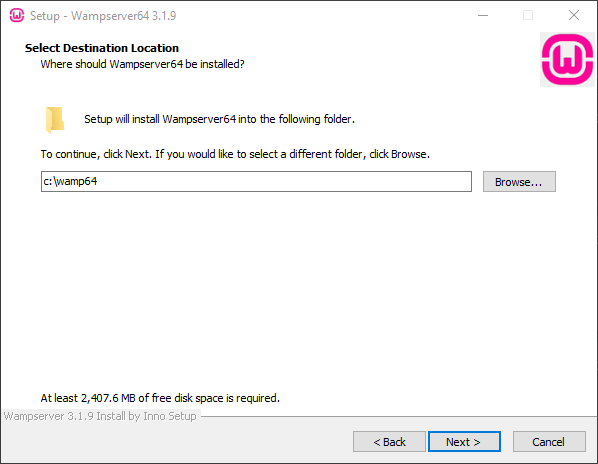 Setup - Wampserver64 3.1.9
Select Destination Location
Where should Wampserver64 be installed?
Setup will install Wampserver64 into the following folder.
To continue, click Next. If you would like to select a different folder, click Browse.
c:\wamp64
Browse...
At least 2,407.6 MB of free disk space is required.
Wampserver 3.1.9 Install by Inno Setup
< Back
Next >
Cancel